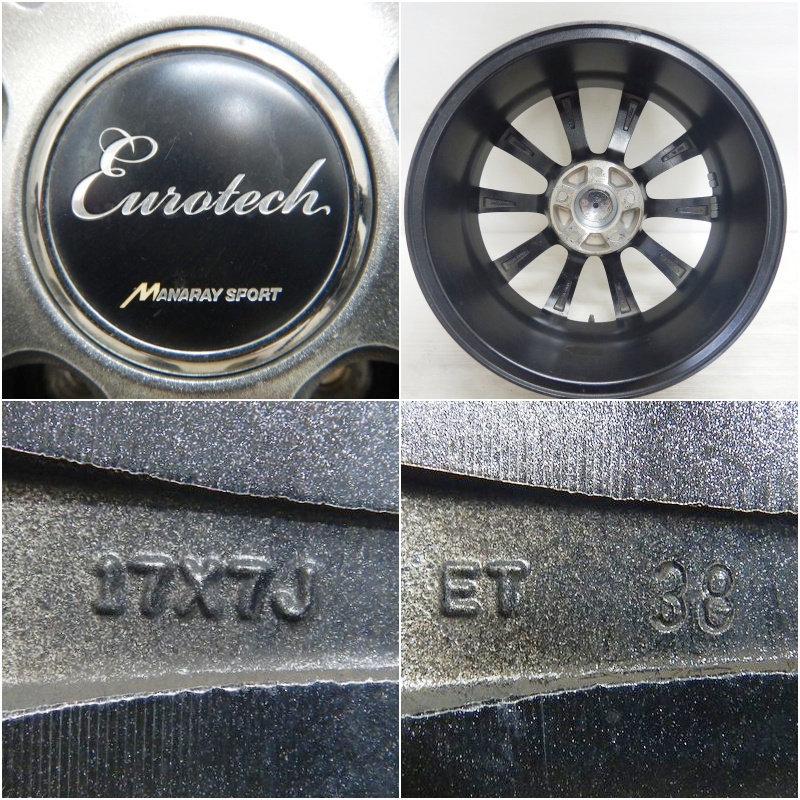 Eurotech
MANARAY SPORT
17X7J
ET 38